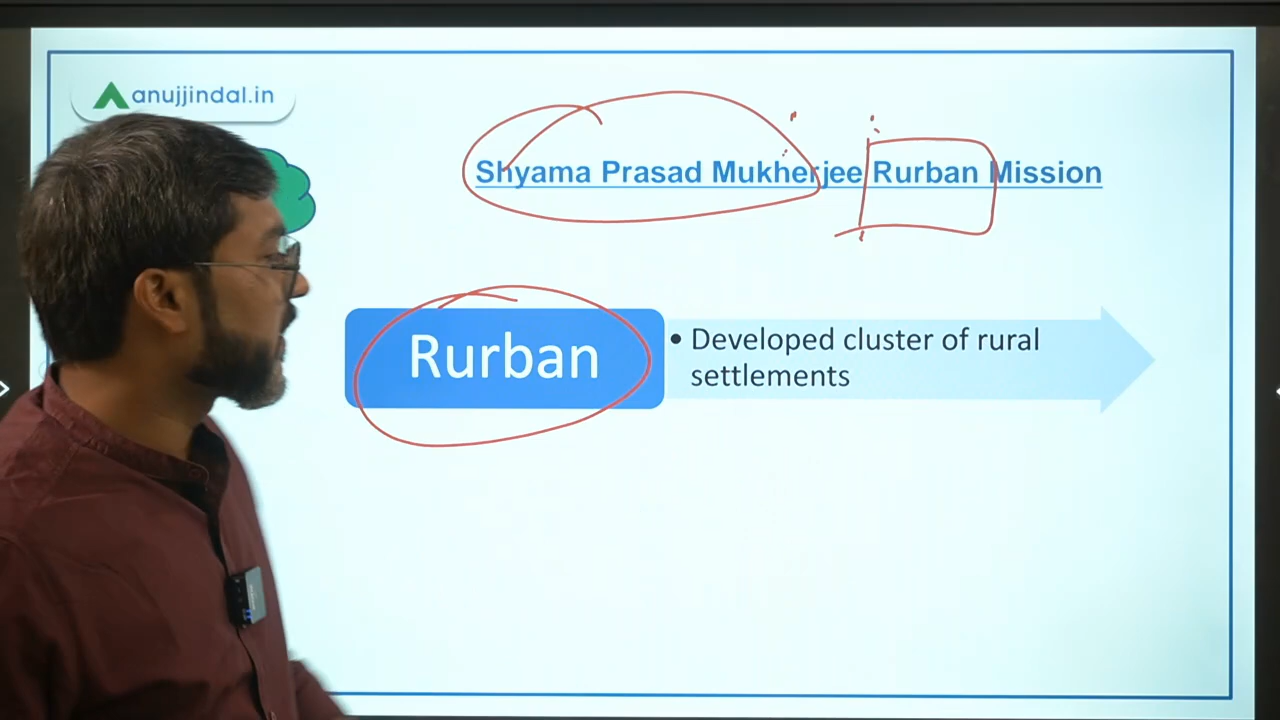 anujjindal.in
Shyama Prasad Mukherjee Rurban Mission
Rurban
• Developed cluster of rural
settlements